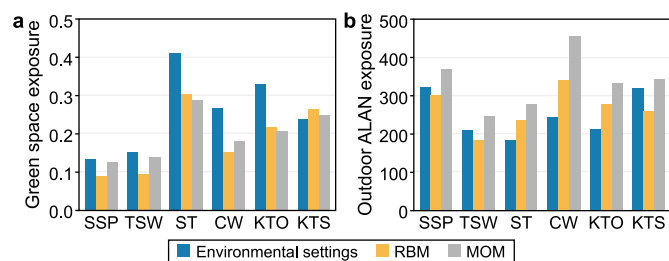 a
Green space exposure
0.5
0.4
0.3
0.2
0.1
0.0
SSP TSW ST CW KTO KTS
b
Outdoor ALAN exposure
500
400
300
200
100
0
SSP TSW ST CW KTO KTS
Environmental settings RBM MOM